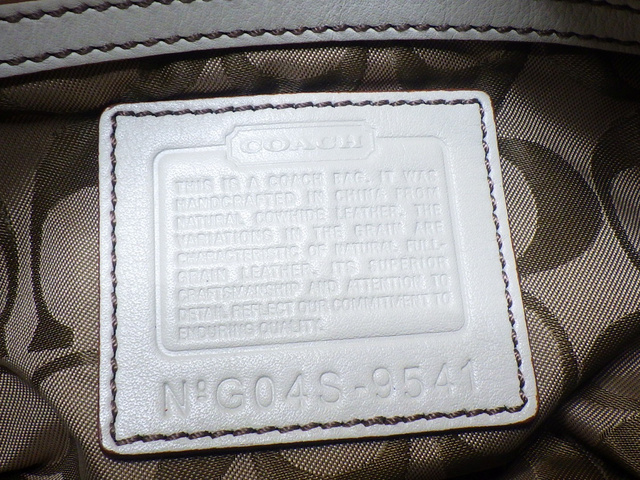 COACH
THIS IS A COACH BAG. IT WAS
HANDCRAFTED IN CHINA FROM
NATURAL COWHIDE LEATHER. THE
VARIATIONS IN THE GRAIN ARE
CHARACTERISTIC OF NATURAL FULL-
GRAIN LEATHER. ITS SUPERIOR
CRAFTSMANSHIP AND ATTENTION TO
DETAIL REFLECT OUR COMMITMENT TO
ENDURING QUALITY.
Nº G04S-9541